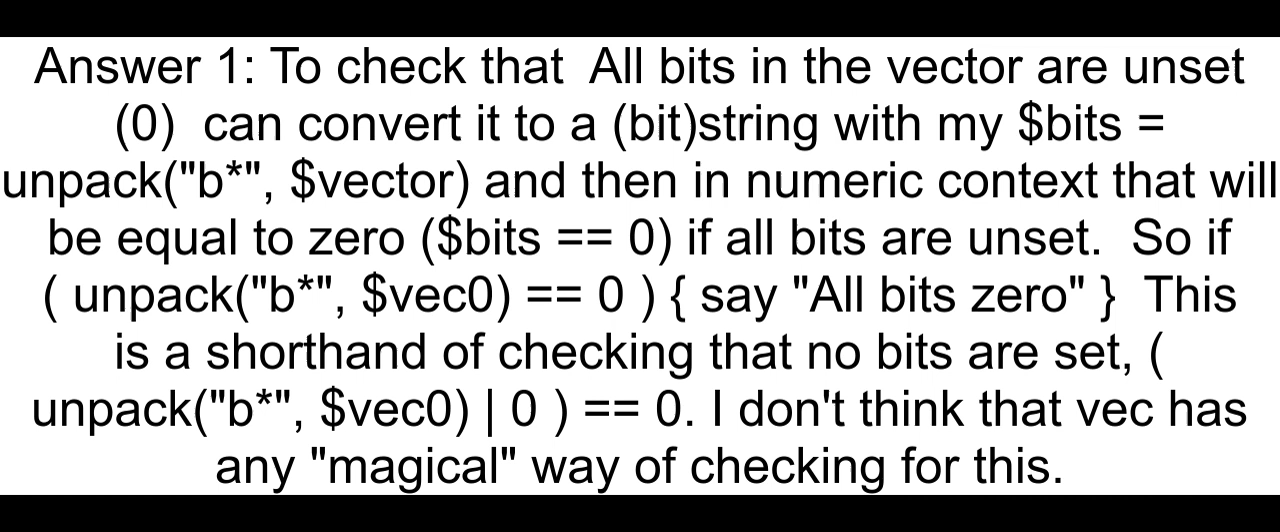 Answer 1: To check that  All bits in the vector are unset
(0)  can convert it to a (bit)string with my $bits =
unpack("b*", $vector) and then in numeric context that will
be equal to zero ($bits == 0) if all bits are unset.  So if
( unpack("b*", $vec0) == 0 ) { say "All bits zero" }  This
is a shorthand of checking that no bits are set, (
unpack("b*", $vec0) | 0 ) == 0. I don't think that vec has
any "magical" way of checking for this.